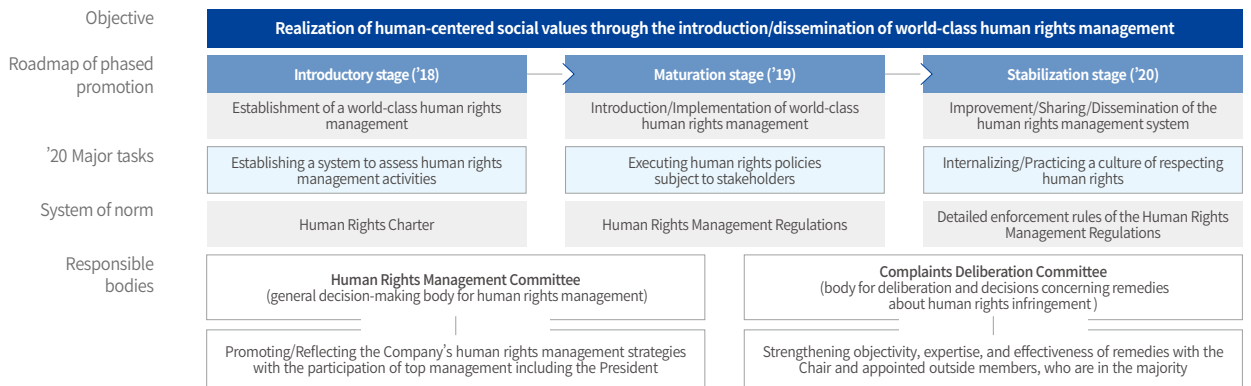 Objective
Realization of human-centered social values through the introduction/dissemination of world-class human rights management
Roadmap of phased
promotion
Introductory stage (’18)
Maturation stage (’19)
Stabilization stage (’20)
Establishment of a world-class human rights
management
Introduction/Implementation of world-class
human rights management
Improvement/Sharing/Dissemination of the
human rights management system
’20 Major tasks
Establishing a system to assess human rights
management activities
Executing human rights policies
subject to stakeholders
Internalizing/Practicing a culture of respecting
human rights
System of norm
Human Rights Charter
Human Rights Management Regulations
Detailed enforcement rules of the Human Rights
Management Regulations
Responsible
bodies
Human Rights Management Committee
(general decision-making body for human rights management)
Complaints Deliberation Committee
(body for deliberation and decisions concerning remedies
about human rights infringement )
Promoting/Reflecting the Company’s human rights management strategies
with the participation of top management including the President
Strengthening objectivity, expertise, and effectiveness of remedies with the
Chair and appointed outside members, who are in the majority